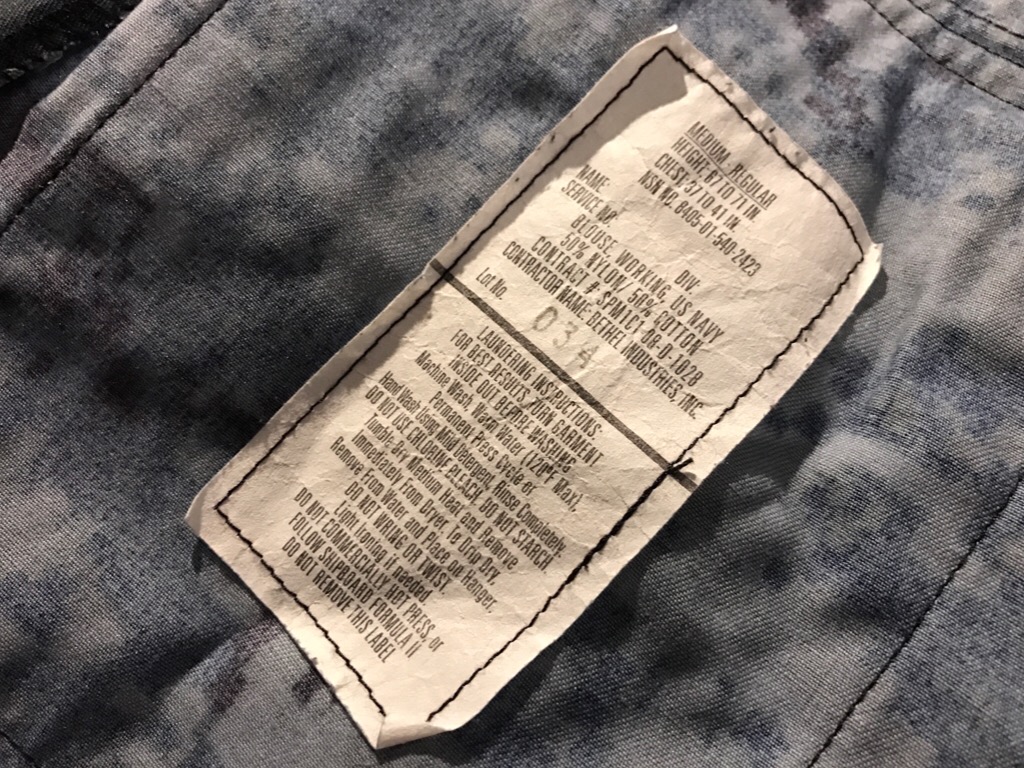 MEDIUM, REGULAR
HEIGHT, 67 TO 71 IN
CHEST, 37 TO 41 IN
NSN NO. 8405-01-540-2423
NAME: DIV.
SERVICE NO.
BLOUSE, WORKING, US NAVY
50% NYLON/ 50% COTTON
CONTRACT #: SPM1C1-08-D-1028
CONTRACTOR NAME: BETHEL INDUSTRIES, INC.
Lot No. 034
LAUNDERING INSTRUCTIONS:
FOR BEST RESULTS, TURN GARMENT
INSIDE OUT BEFORE WASHING.
Machine Wash, Warm Water (120°F Max),
Permanent Press Cycle or
Hand Wash Using Mild Detergent, Rinse Completely.
DO NOT USE CHLORINE BLEACH. DO NOT STARCH.
Tumble Dry Medium Heat and Remove
Immediately From Dryer. To Drip Dry,
Remove From Water and Place on Hanger.
DO NOT WRING OR TWIST.
Light Ironing if needed
DO NOT COMMERCIALLY HOT PRESS, or
FOLLOW SHIPBOARD FORMULA II
DO NOT REMOVE THIS LABEL